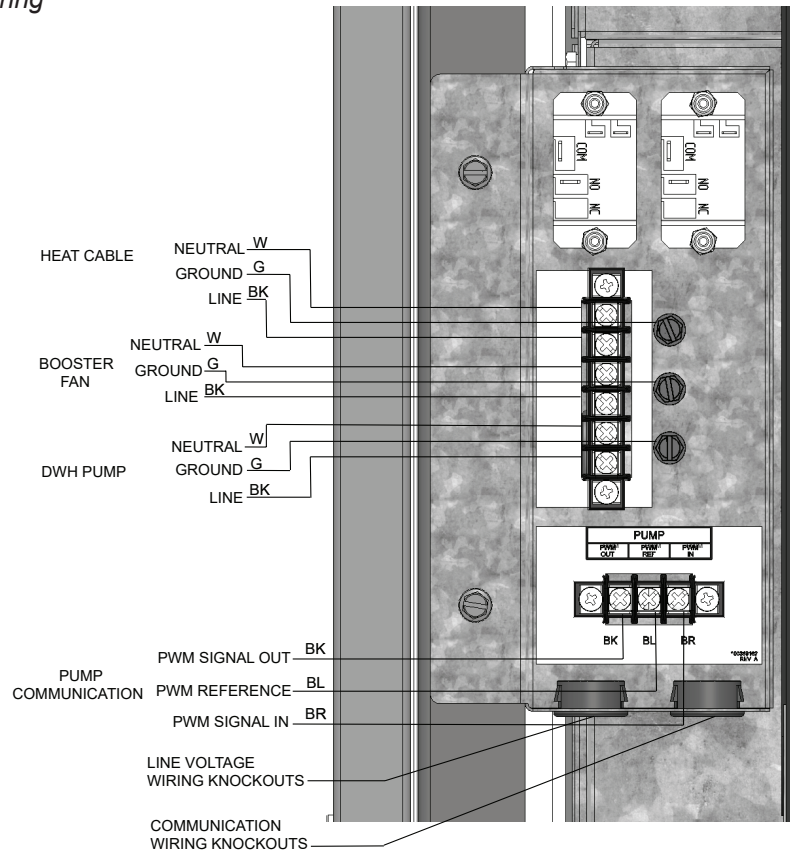 ring
COM
NO
NC
COM
NO
NC
HEAT CABLE
NEUTRAL W
GROUND G
LINE BK
BOOSTER
FAN
NEUTRAL W
GROUND G
LINE BK
DWH PUMP
NEUTRAL W
GROUND G
LINE BK
PUMP
PWM OUT
PWM REF
PWM IN
BK BL BR
REV A
PUMP
COMMUNICATION
PWM SIGNAL OUT BK
PWM REFERENCE BL
PWM SIGNAL IN BR
LINE VOLTAGE
WIRING KNOCKOUTS
COMMUNICATION
WIRING KNOCKOUTS